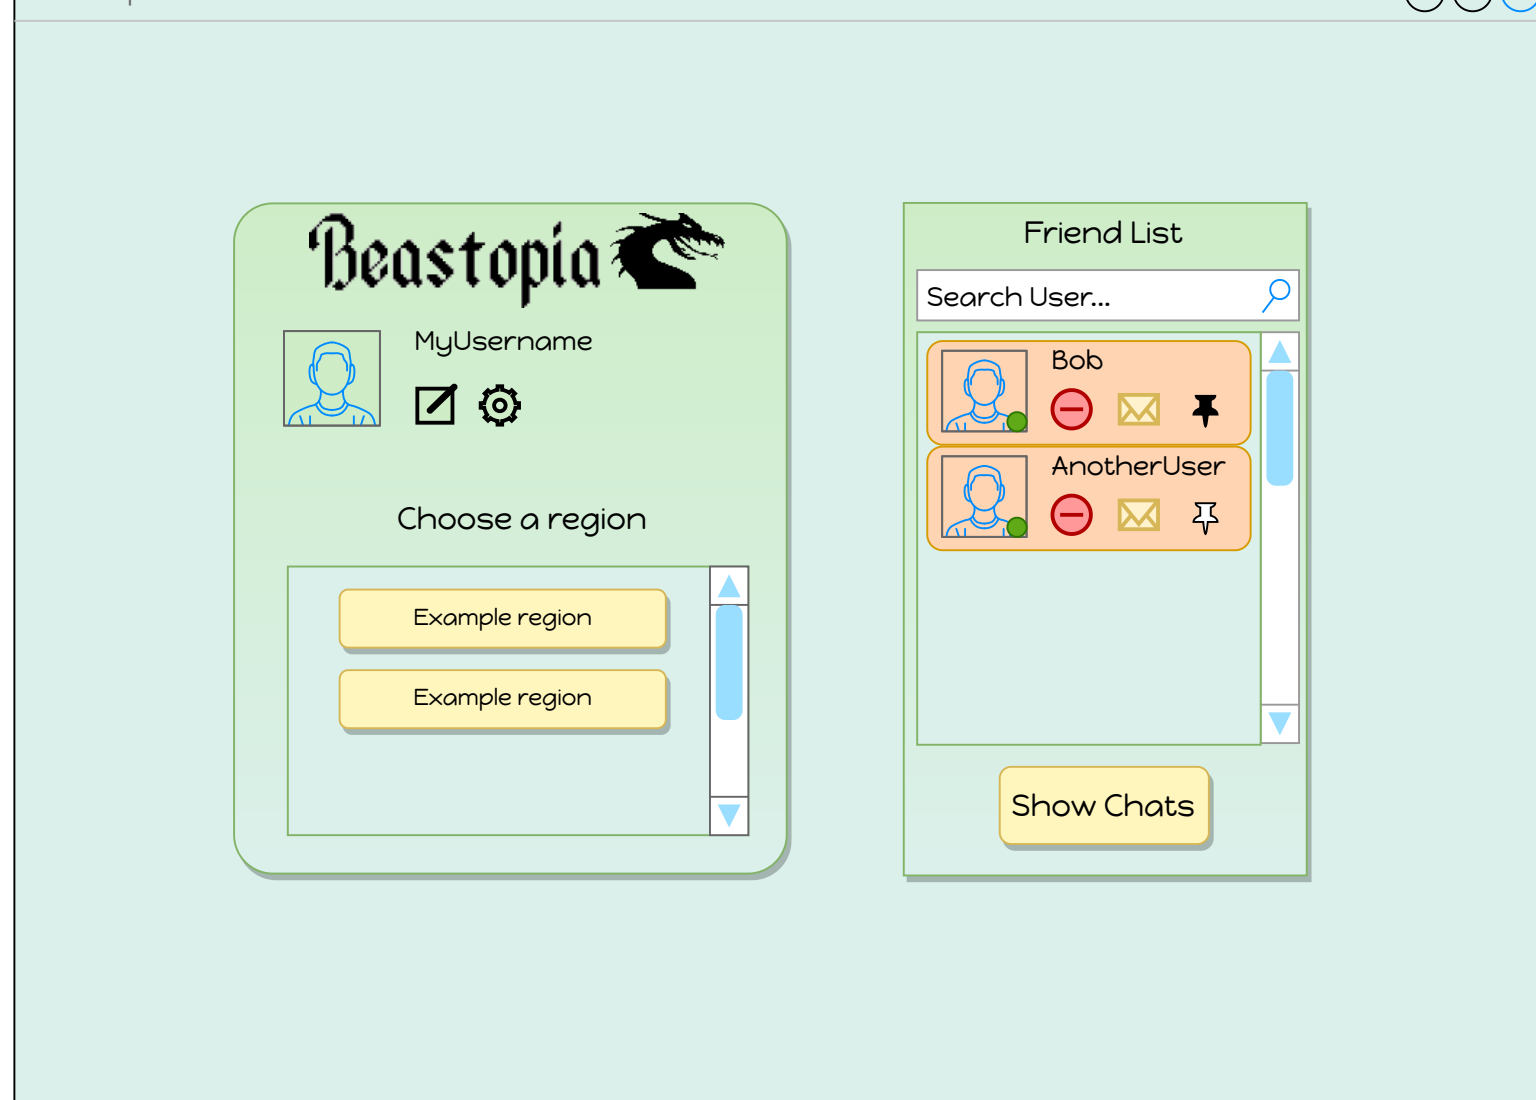 Beastopia
MyUsername
Choose a region
Example region
Example region
Friend List
Search User...
Bob
AnotherUser
Show Chats